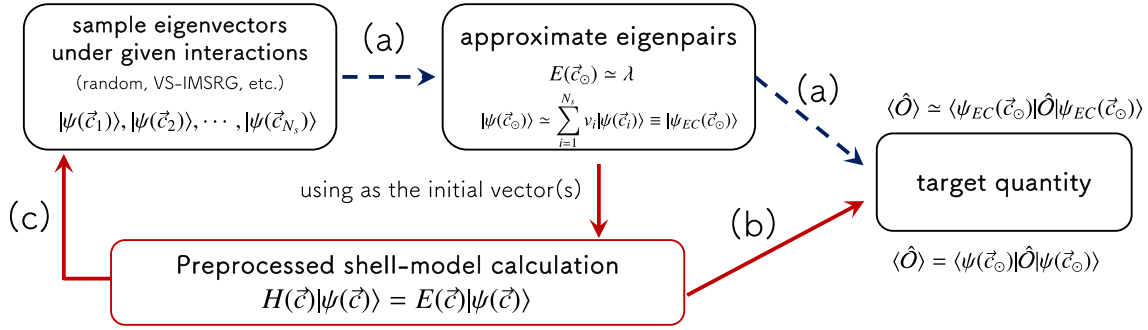 sample eigenvectors
under given interactions
(random, VS-IMSRG, etc.)
|ψ(c⃗₁)⟩, |ψ(c⃗₂)⟩, ⋯ , |ψ(c⃗_{N_s})⟩
(a)
approximate eigenpairs
E(c⃗_⊙) ≃ λ
|ψ(c⃗_⊙)⟩ ≃ ∑_{i=1}^{N_s} v_i|ψ(c⃗_i)⟩ ≡ |ψ_{EC}(c⃗_⊙)⟩
(a)
⟨Ô⟩ ≃ ⟨ψ_{EC}(c⃗_⊙)|Ô|ψ_{EC}(c⃗_⊙)⟩
target quantity
⟨Ô⟩ = ⟨ψ(c⃗_⊙)|Ô|ψ(c⃗_⊙)⟩
using as the initial vector(s)
(c)
(b)
Preprocessed shell-model calculation
H(c⃗)|ψ(c⃗)⟩ = E(c⃗)|ψ(c⃗)⟩